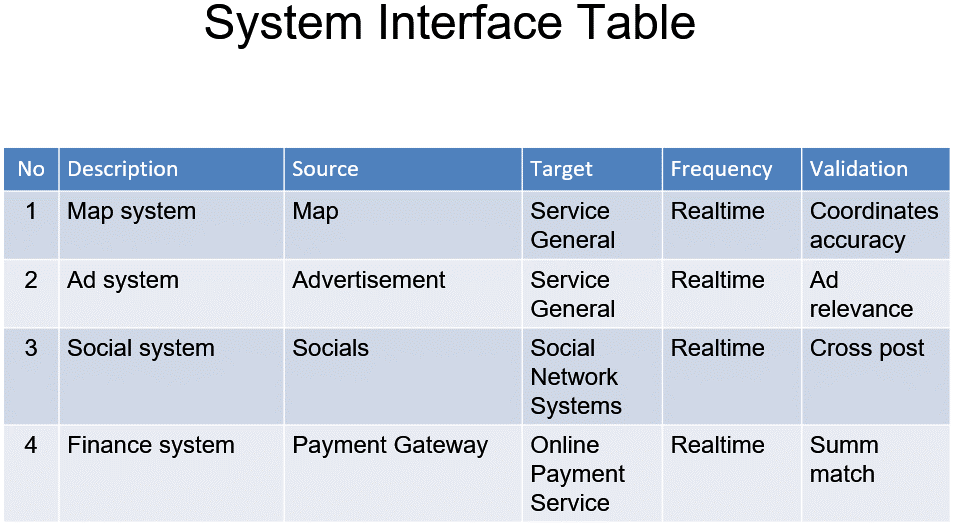 System Interface Table
No Description Source Target Frequency Validation
1 Map system Map Service General Realtime Coordinates accuracy
2 Ad system Advertisement Service General Realtime Ad relevance
3 Social system Socials Social Network Systems Realtime Cross post
4 Finance system Payment Gateway Online Payment Service Realtime Summ match